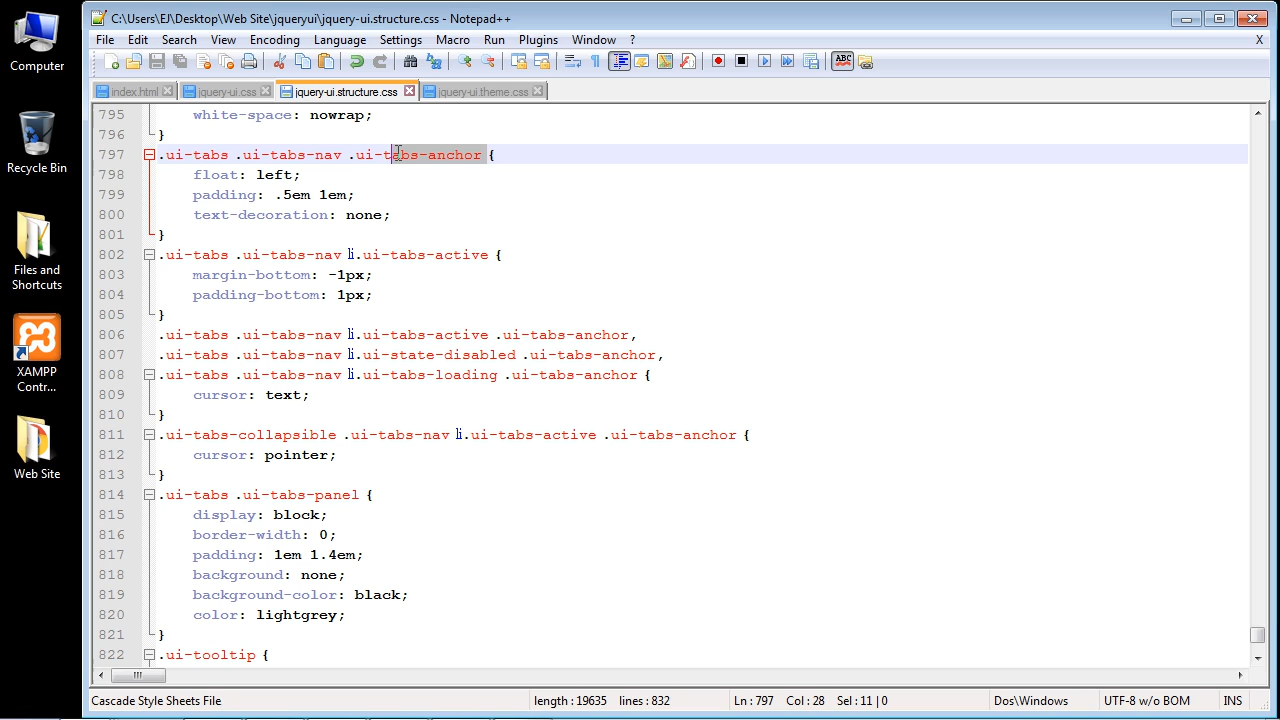 C:\Users\EJ\Desktop\Web Site\jqueryui\jquery-ui.structure.css - Notepad++
File Edit Search View Encoding Language Settings Macro Run Plugins Window ? X
index.html jquery-ui.css jquery-ui.structure.css jquery-ui.theme.css
795 white-space: nowrap;
796 }
797 .ui-tabs .ui-tabs-nav .ui-tabs-anchor {
798 float: left;
799 padding: .5em 1em;
800 text-decoration: none;
801 }
802 .ui-tabs .ui-tabs-nav li.ui-tabs-active {
803 margin-bottom: -1px;
804 padding-bottom: 1px;
805 }
806 .ui-tabs .ui-tabs-nav li.ui-tabs-active .ui-tabs-anchor,
807 .ui-tabs .ui-tabs-nav li.ui-state-disabled .ui-tabs-anchor,
808 .ui-tabs .ui-tabs-nav li.ui-tabs-loading .ui-tabs-anchor {
809 cursor: text;
810 }
811 .ui-tabs-collapsible .ui-tabs-nav li.ui-tabs-active .ui-tabs-anchor {
812 cursor: pointer;
813 }
814 .ui-tabs .ui-tabs-panel {
815 display: block;
816 border-width: 0;
817 padding: 1em 1.4em;
818 background: none;
819 background-color: black;
820 color: lightgrey;
821 }
822 .ui-tooltip {
Cascade Style Sheets File length : 19635 lines : 832 Ln : 797 Col : 28 Sel : 11 | 0 Dos\Windows UTF-8 w/o BOM INS
Computer
Recycle Bin
Files and
Shortcuts
XAMPP
Contr...
Web Site
ABC